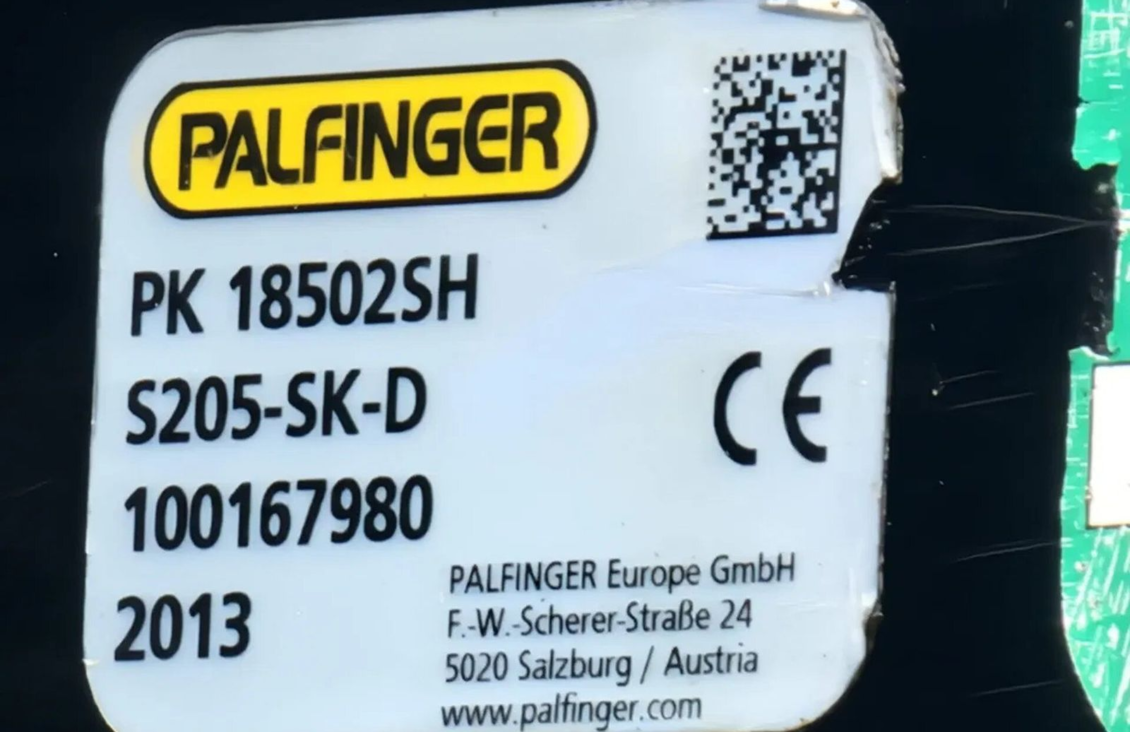 PALFINGER
PK 18502SH
S205-SK-D
CE
100167980
2013
PALFINGER Europe GmbH
F.-W.-Scherer-Straße 24
5020 Salzburg / Austria
www.palfinger.com